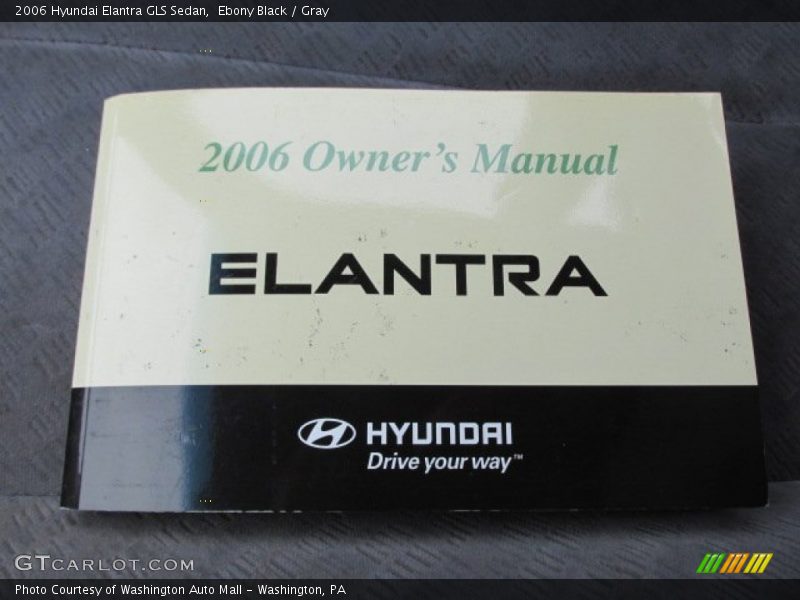 2006 Hyundai Elantra GLS Sedan,  Ebony Black / Gray
2006 Owner's Manual
ELANTRA
HYUNDAI
Drive your way™
GTCARLOT.COM
Photo Courtesy of Washington Auto Mall - Washington, PA